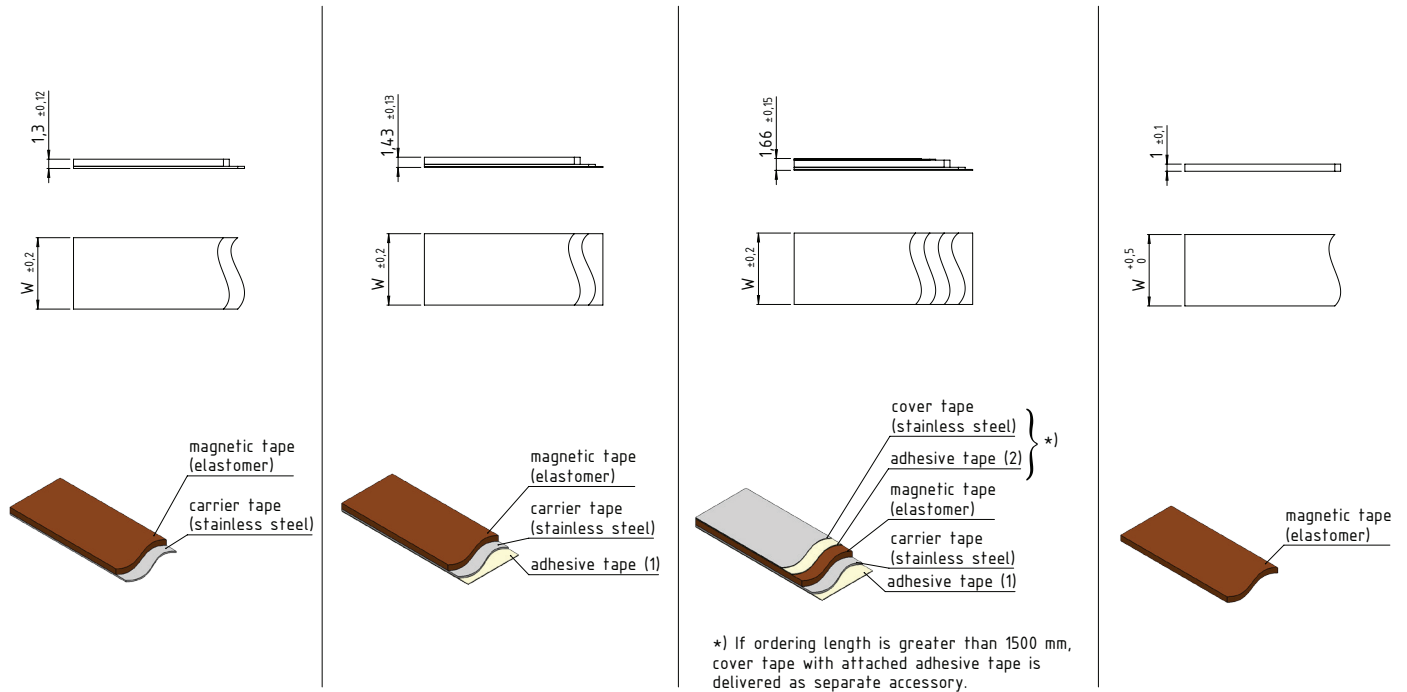 1,3 ±0,12
W ±0,2
magnetic tape
(elastomer)
carrier tape
(stainless steel)
1,43 ±0,13
W ±0,2
magnetic tape
(elastomer)
carrier tape
(stainless steel)
adhesive tape (1)
1,66 ±0,15
W ±0,2
cover tape
(stainless steel)
*)
adhesive tape (2)
magnetic tape
(elastomer)
carrier tape
(stainless steel)
adhesive tape (1)
*) If ordering length is greater than 1500 mm,
cover tape with attached adhesive tape is
delivered as separate accessory.
1 ±0,1
W +0,5 0
magnetic tape
(elastomer)